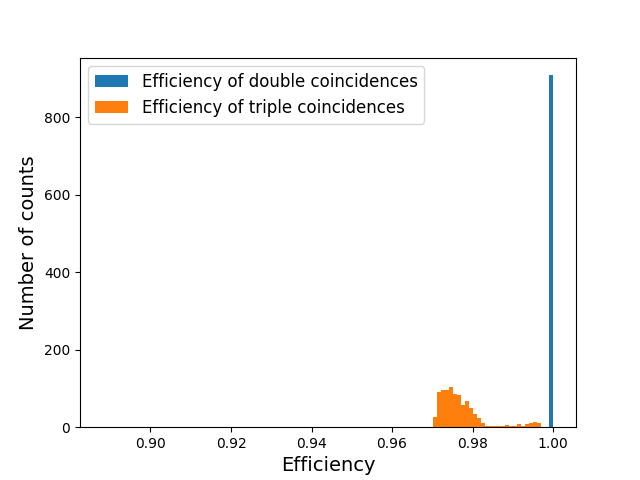 Efficiency of double coincidences
Efficiency of triple coincidences
800
600
400
200
0
Number of counts
0.90 0.92 0.94 0.96 0.98 1.00
Efficiency